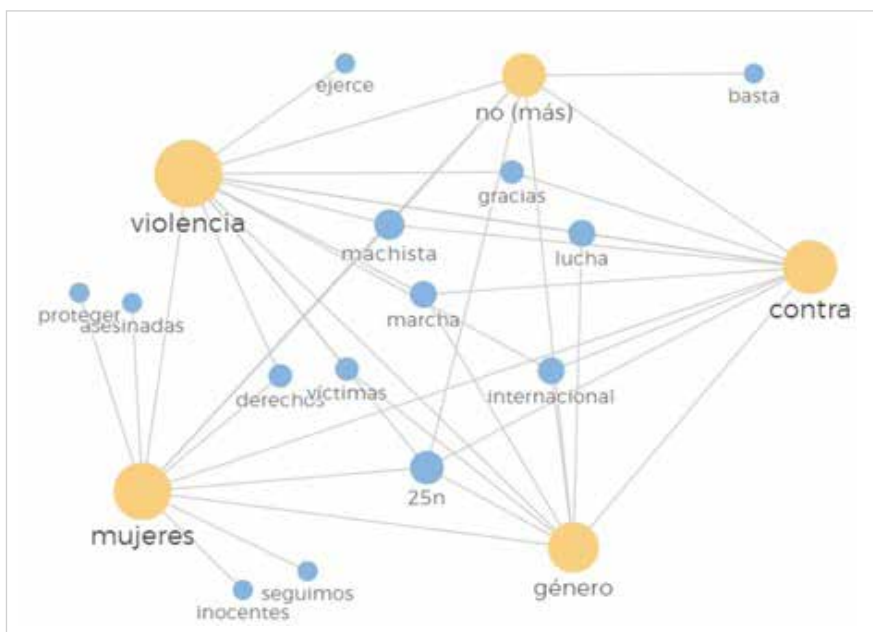 ejerce
no (más)
basta
violencia
gracias
machista
lucha
contra
proteger
asesinadas
marcha
derechos
víctimas
internacional
mujeres
25n
género
seguimos
inocentes